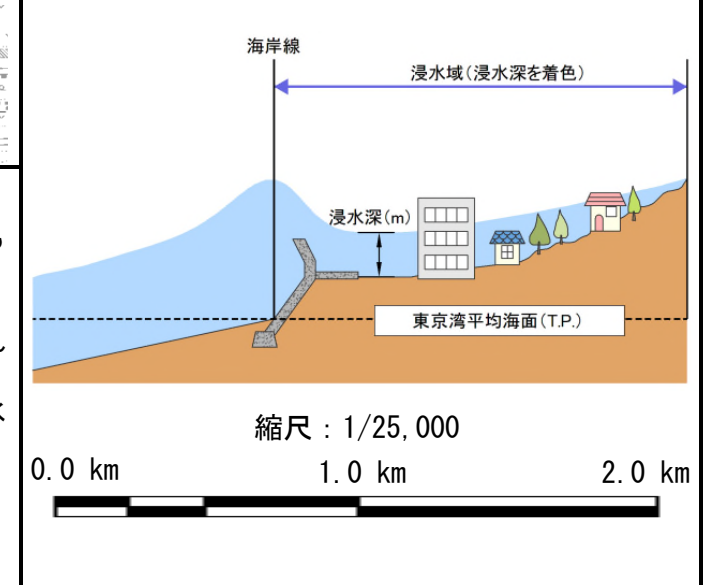 海岸線
浸水域(浸水深を着色)
浸水深(m)
東京湾平均海面(T.P.)
縮尺：1/25,000
0.0 km 1.0 km 2.0 km